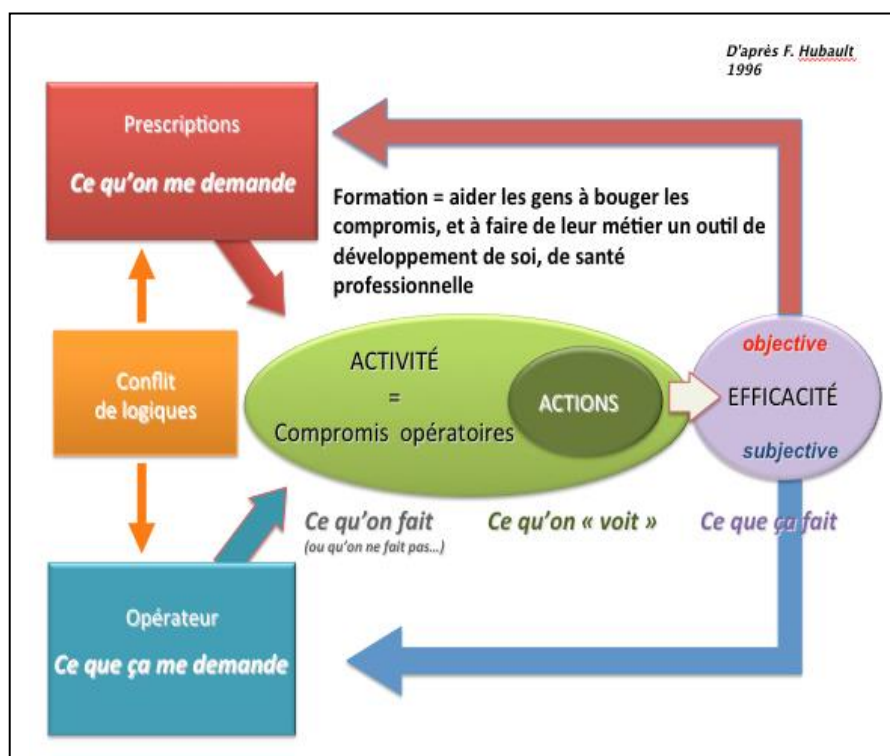 D'après F. Hubault
1996
Prescriptions
Ce qu'on me demande
Formation = aider les gens à bouger les
compromis, et à faire de leur métier un outil de
développement de soi, de santé
professionnelle
Conflit
de logiques
ACTIVITÉ
=
Compromis opératoires
ACTIONS
objective
EFFICACITÉ
subjective
Ce qu'on fait
(ou qu'on ne fait pas...)
Ce qu'on « voit »
Ce que ça fait
Opérateur
Ce que ça me demande